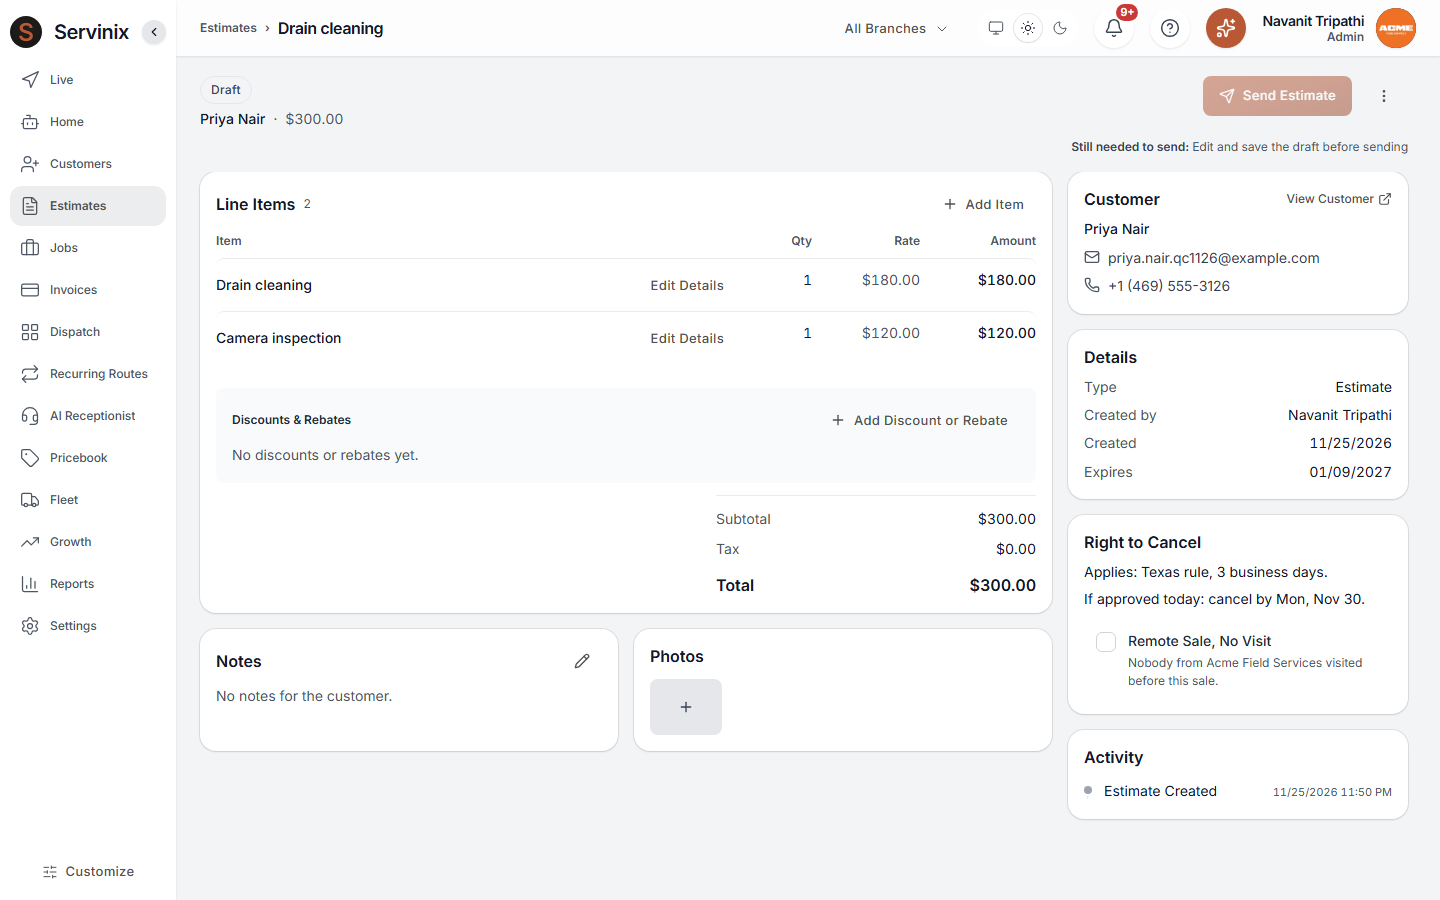 Servinix
Live
Home
Customers
Estimates
Jobs
Invoices
Dispatch
Recurring Routes
AI Receptionist
Pricebook
Fleet
Growth
Reports
Settings
Customize
Estimates › Drain cleaning
All Branches
9+
Navanit Tripathi
Admin
ACME
Draft
Priya Nair · $300.00
Send Estimate
Still needed to send: Edit and save the draft before sending
Line Items 2
+ Add Item
Item Qty Rate Amount
Drain cleaning Edit Details 1 $180.00 $180.00
Camera inspection Edit Details 1 $120.00 $120.00
Discounts & Rebates + Add Discount or Rebate
No discounts or rebates yet.
Subtotal $300.00
Tax $0.00
Total $300.00
Notes
No notes for the customer.
Photos
+
Customer View Customer
Priya Nair
priya.nair.qc1126@example.com
+1 (469) 555-3126
Details
Type Estimate
Created by Navanit Tripathi
Created 11/25/2026
Expires 01/09/2027
Right to Cancel
Applies: Texas rule, 3 business days.
If approved today: cancel by Mon, Nov 30.
Remote Sale, No Visit
Nobody from Acme Field Services visited
before this sale.
Activity
Estimate Created 11/25/2026 11:50 PM